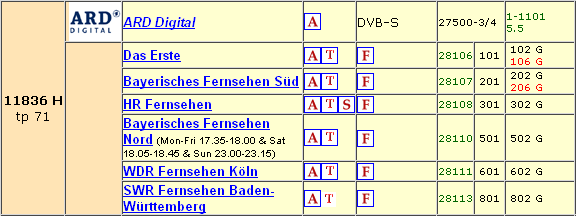 ARD® DIGITAL ARD Digital A DVB-S 27500-3/4 1-1101
5.5
11836 H
tp 71
Das Erste A T F 28106 101 102 G
106 G
Bayerisches Fernsehen Süd A T F 28107 201 202 G
206 G
HR Fernsehen A T S F 28108 301 302 G
Bayerisches Fernsehen
Nord (Mon-Fri 17.35-18.00 & Sat
18.05-18.45 & Sun 23.00-23.15) A T F 28110 501 502 G
WDR Fernsehen Köln A T F 28111 601 602 G
SWR Fernsehen Baden-
Württemberg A T F 28113 801 802 G